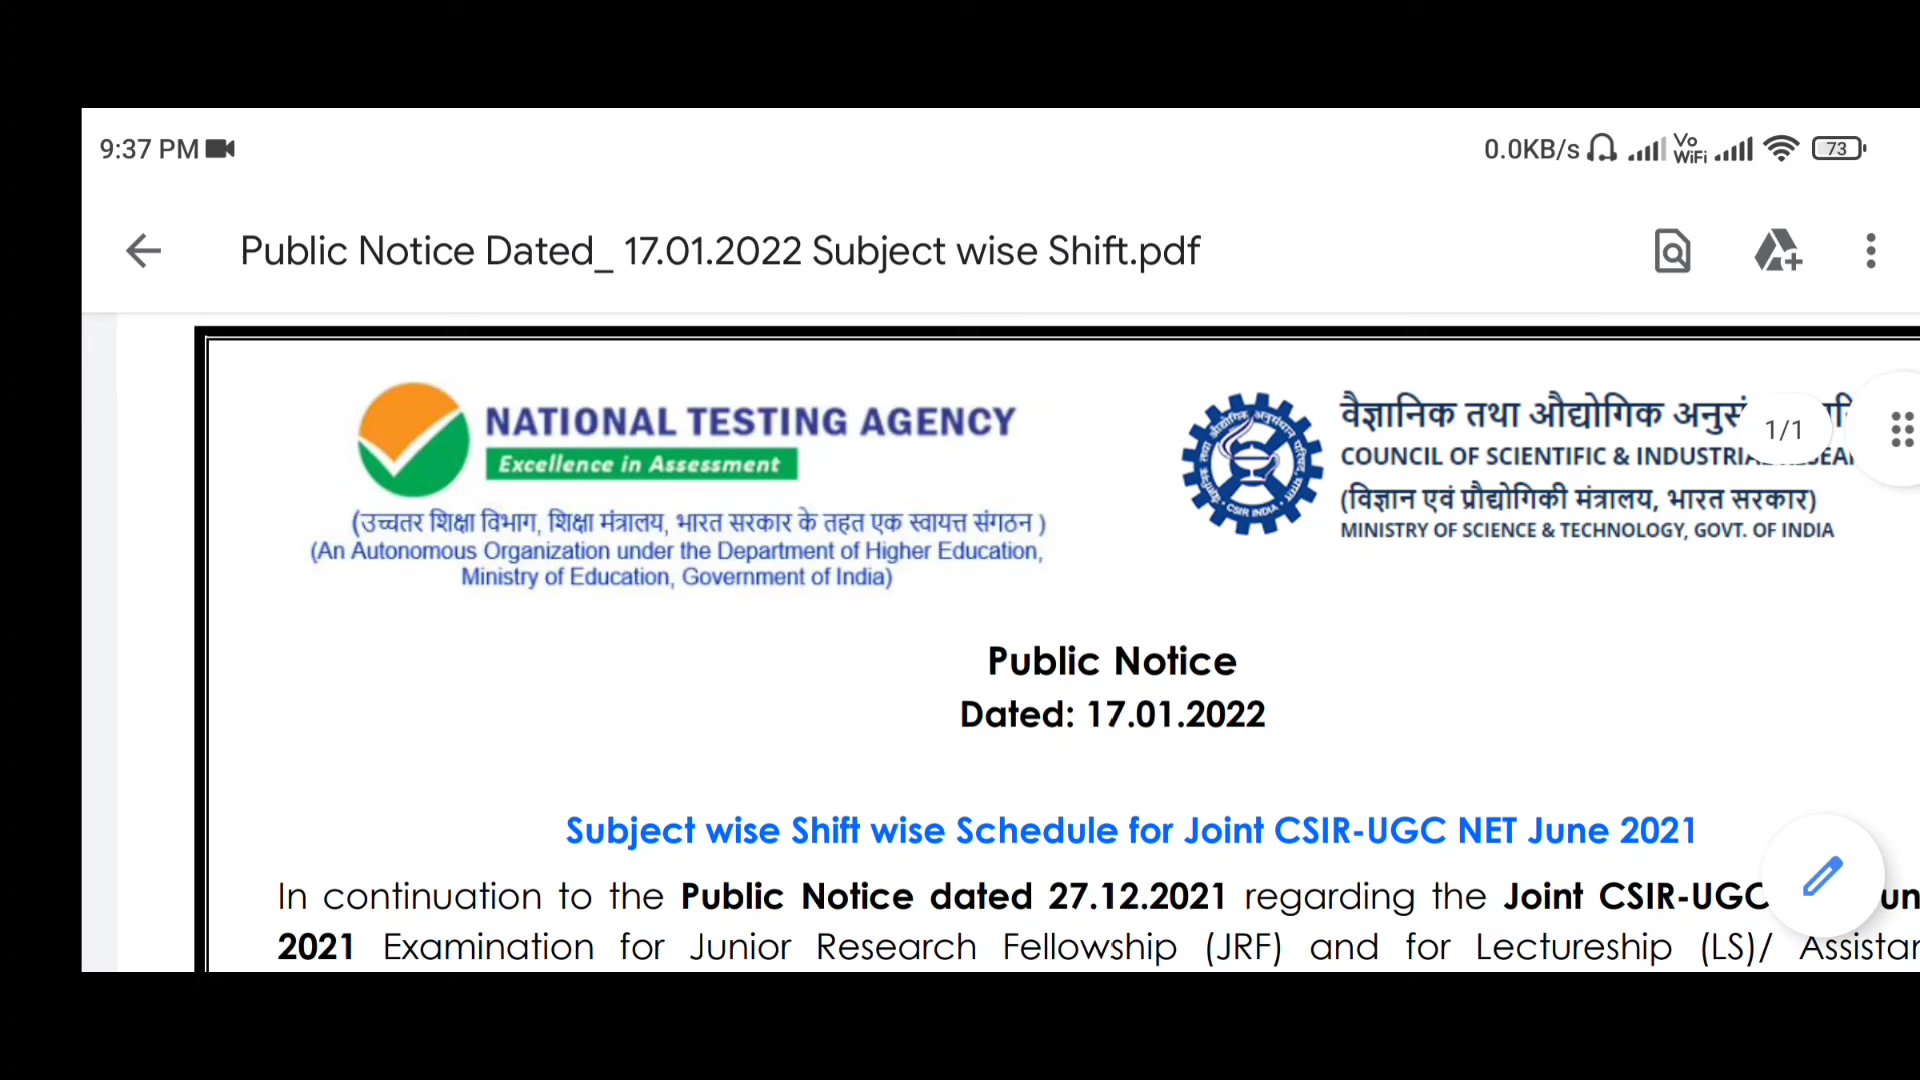 9:37 PM
0.0KB/s Vo WiFi 73
Public Notice Dated_ 17.01.2022 Subject wise Shift.pdf
NATIONAL TESTING AGENCY
Excellence in Assessment
(उच्चतर शिक्षा विभाग, शिक्षा मंत्रालय, भारत सरकार के तहत एक स्वायत्त संगठन )
(An Autonomous Organization under the Department of Higher Education,
Ministry of Education, Government of India)
वैज्ञानिक तथा औद्योगिक
1/1
COUNCIL OF SCIENTIFIC & INDUSTRIAL
(विज्ञान एवं प्रौद्योगिकी मंत्रालय, भारत सरकार)
MINISTRY OF SCIENCE & TECHNOLOGY, GOVT. OF INDIA
CSIR INDIA
Public Notice
Dated: 17.01.2022
Subject wise Shift wise Schedule for Joint CSIR-UGC NET June 2021
In continuation to the Public Notice dated 27.12.2021 regarding the Joint CSIR-UGC
2021 Examination for Junior Research Fellowship (JRF) and for Lectureship (LS)/